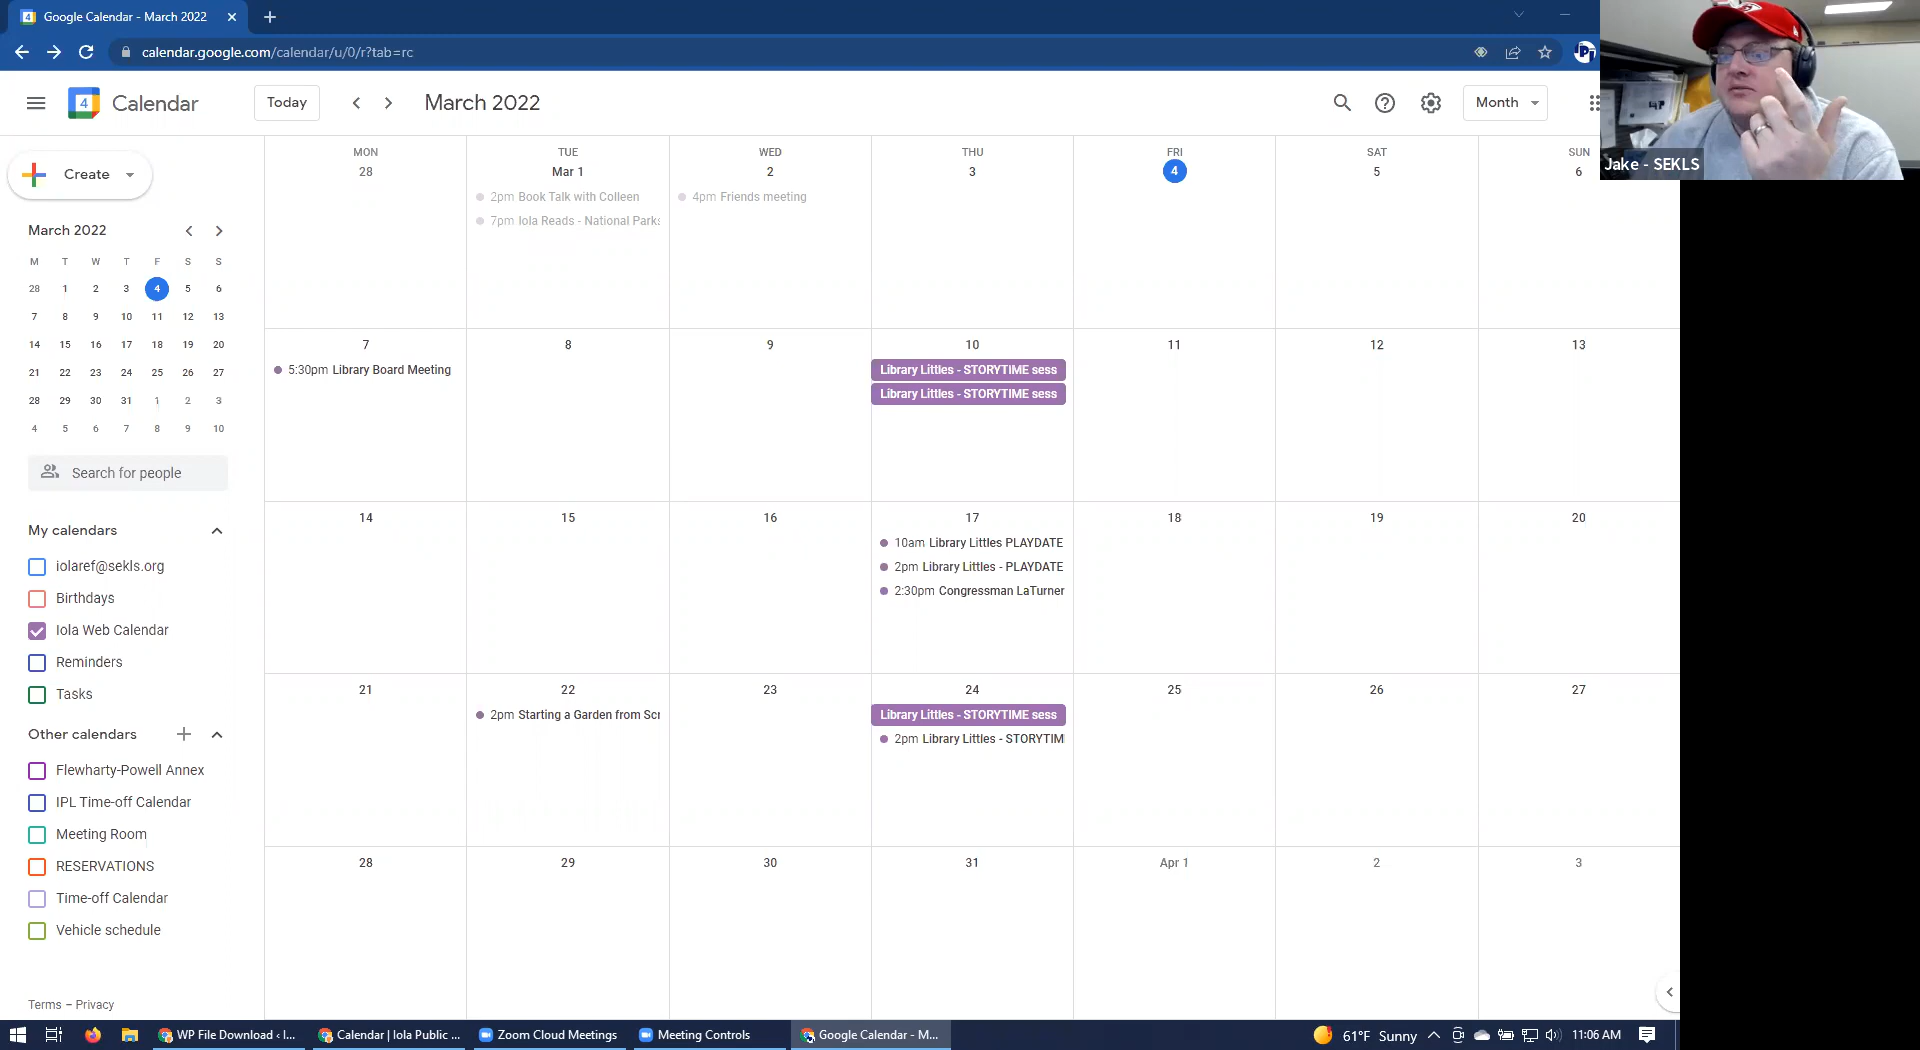 Google Calendar - March 2022
calendar.google.com/calendar/u/0/r?tab=rc
4 Calendar Today March 2022 Month
Jake - SEKLS
Create
March 2022
M T W T F S S
28 1 2 3 4 5 6
7 8 9 10 11 12 13
14 15 16 17 18 19 20
21 22 23 24 25 26 27
28 29 30 31 1 2 3
4 5 6 7 8 9 10
Search for people
My calendars
iolaref@sekls.org
Birthdays
Iola Web Calendar
Reminders
Tasks
Other calendars
Flewharty-Powell Annex
IPL Time-off Calendar
Meeting Room
RESERVATIONS
Time-off Calendar
Vehicle schedule
Terms – Privacy
MON TUE WED THU FRI SAT SUN
28 Mar 1 2 3 4 5 6
2pm Book Talk with Colleen
7pm Iola Reads - National Parks
4pm Friends meeting
7 8 9 10 11 12 13
5:30pm Library Board Meeting
Library Littles - STORYTIME sess
Library Littles - STORYTIME sess
14 15 16 17 18 19 20
10am Library Littles PLAYDATE
2pm Library Littles - PLAYDATE
2:30pm Congressman LaTurner
21 22 23 24 25 26 27
2pm Starting a Garden from Scr
Library Littles - STORYTIME sess
2pm Library Littles - STORYTIM
28 29 30 31 Apr 1 2 3
WP File Download ‹ I... Calendar | Iola Public ... Zoom Cloud Meetings Meeting Controls Google Calendar - M... 61°F Sunny 11:06 AM